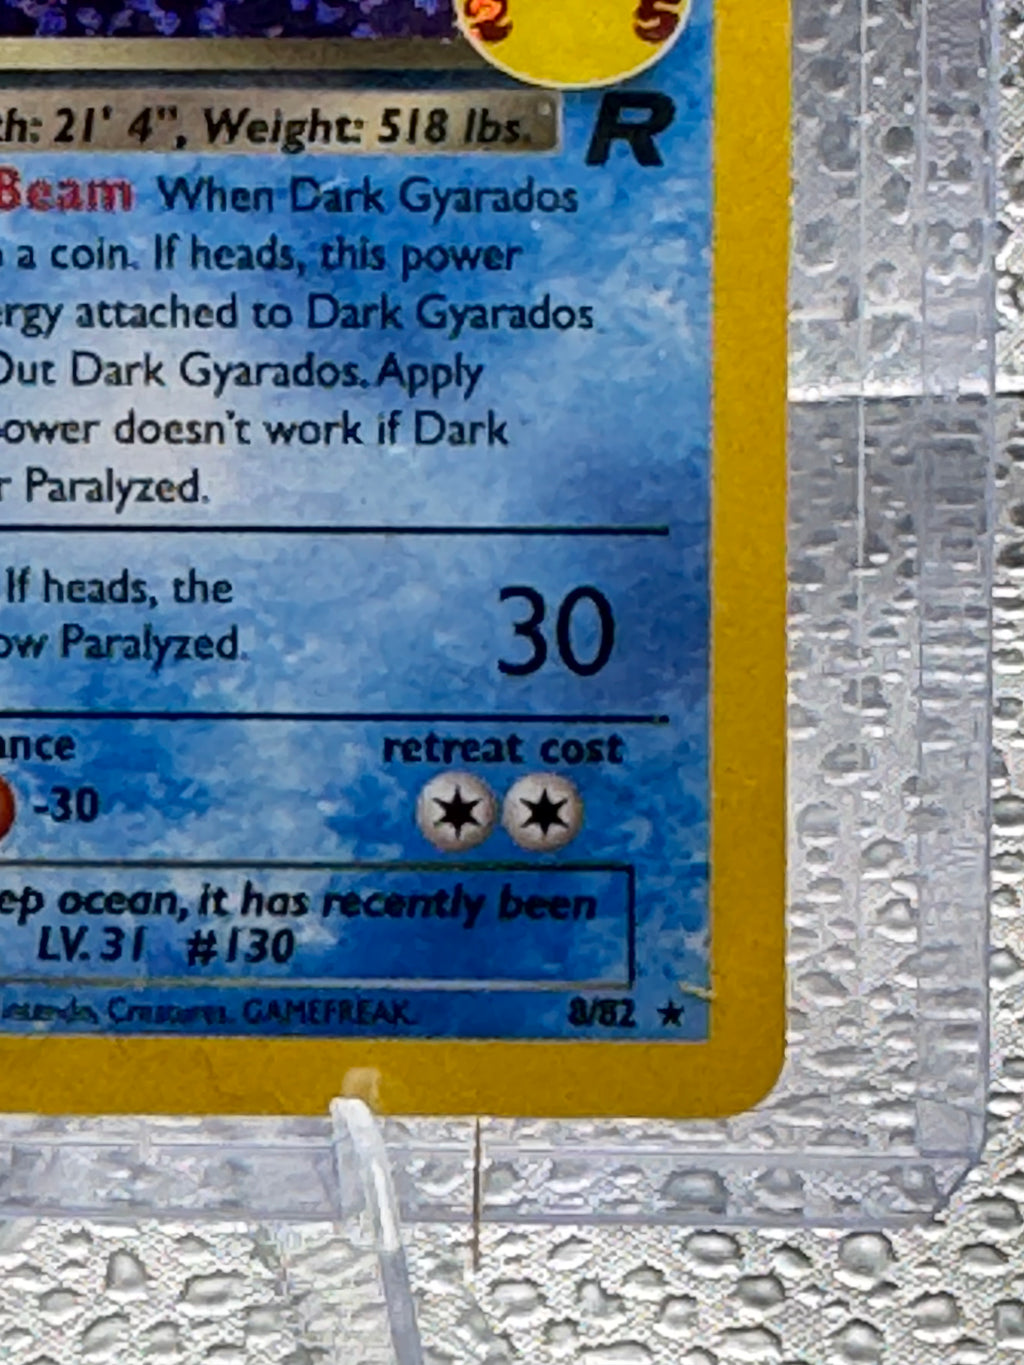 th: 21' 4", Weight: 518 lbs.
R
Beam When Dark Gyarados
a coin. If heads, this power
ergy attached to Dark Gyarados
Out Dark Gyarados. Apply
ower doesn't work if Dark
r Paralyzed.
If heads, the
ow Paralyzed.
30
ance
retreat cost
-30
ep ocean, it has recently been
LV. 31 #130
intendo, Creatures, GAMEFREAK.
8/82 ★